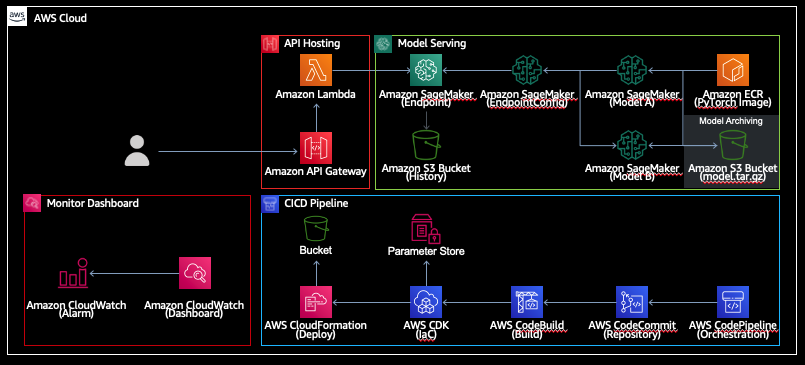 aws
AWS Cloud
API Hosting
Model Serving
Amazon Lambda
Amazon SageMaker
(Endpoint)
Amazon SageMaker
(EndpointConfig)
Amazon SageMaker
(Model A)
Amazon ECR
(PyTorch Image)
Model Archiving
Amazon API Gateway
Amazon S3 Bucket
(History)
Amazon SageMaker
(Model B)
Amazon S3 Bucket
(model.tar.gz)
Monitor Dashboard
CICD Pipeline
Bucket
Parameter Store
Amazon CloudWatch
(Alarm)
Amazon CloudWatch
(Dashboard)
AWS CloudFormation
(Deploy)
AWS CDK
(IaC)
AWS CodeBuild
(Build)
AWS CodeCommit
(Repository)
AWS CodePipeline
(Orchestration)